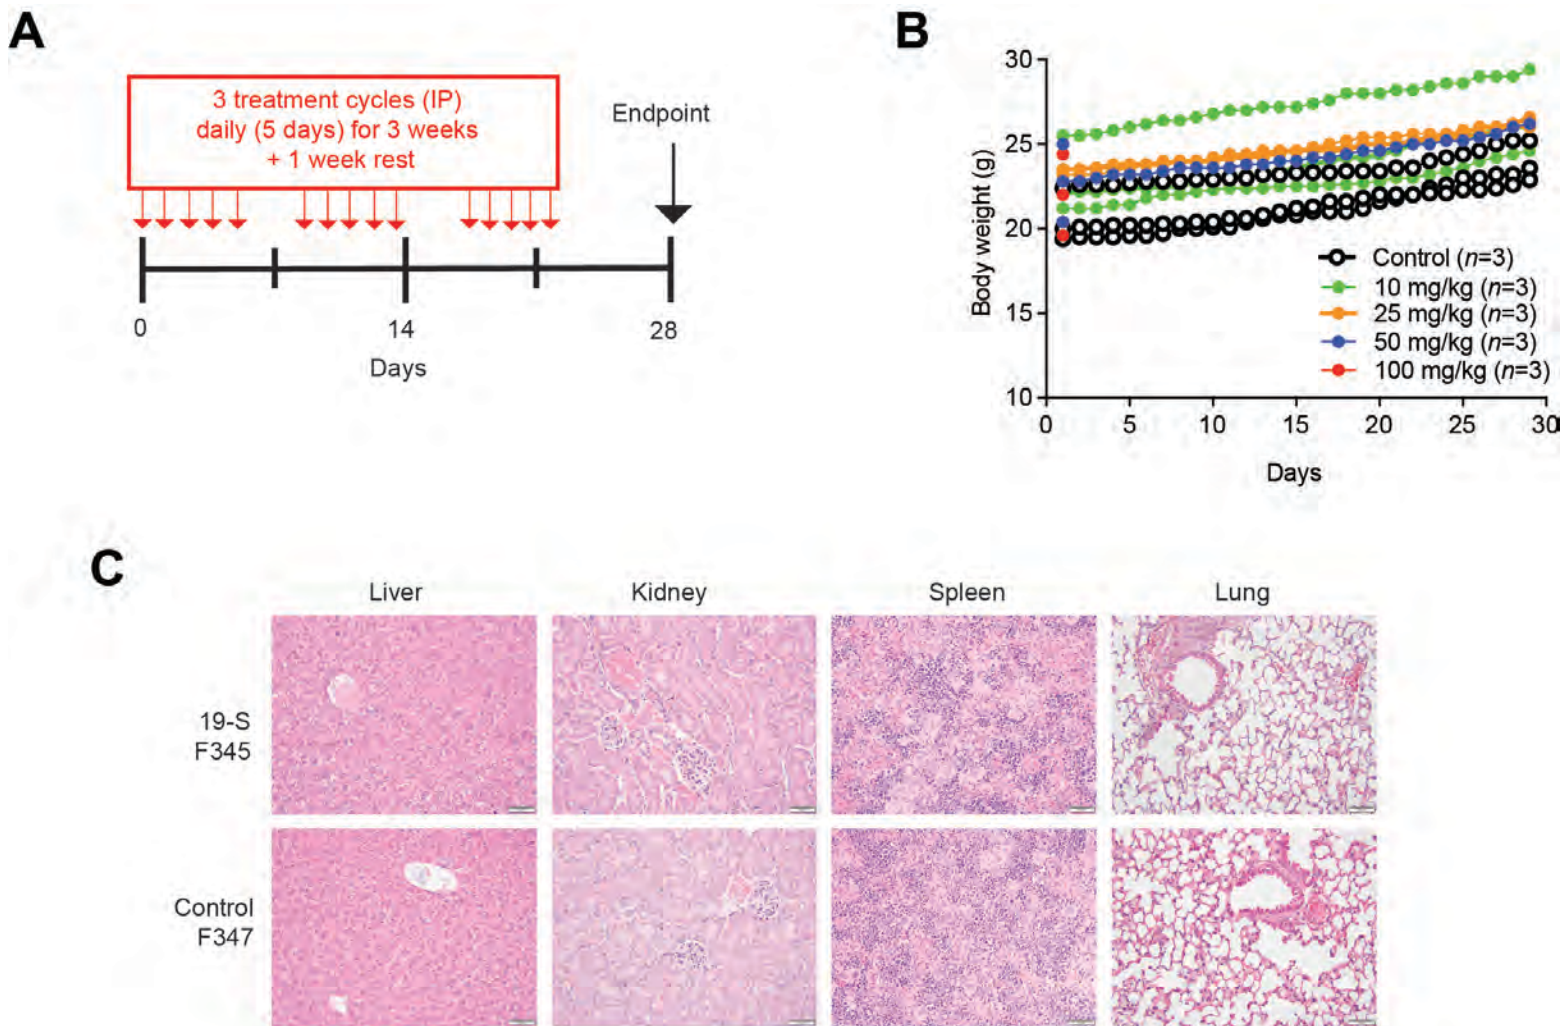 A
3 treatment cycles (IP)
daily (5 days) for 3 weeks
+ 1 week rest
Endpoint
0
14
28
Days
B
30
25
20
15
10
Body weight (g)
0
5
10
15
20
25
30
Days
Control (n=3)
10 mg/kg (n=3)
25 mg/kg (n=3)
50 mg/kg (n=3)
100 mg/kg (n=3)
C
Liver
Kidney
Spleen
Lung
19-S
F345
Control
F347